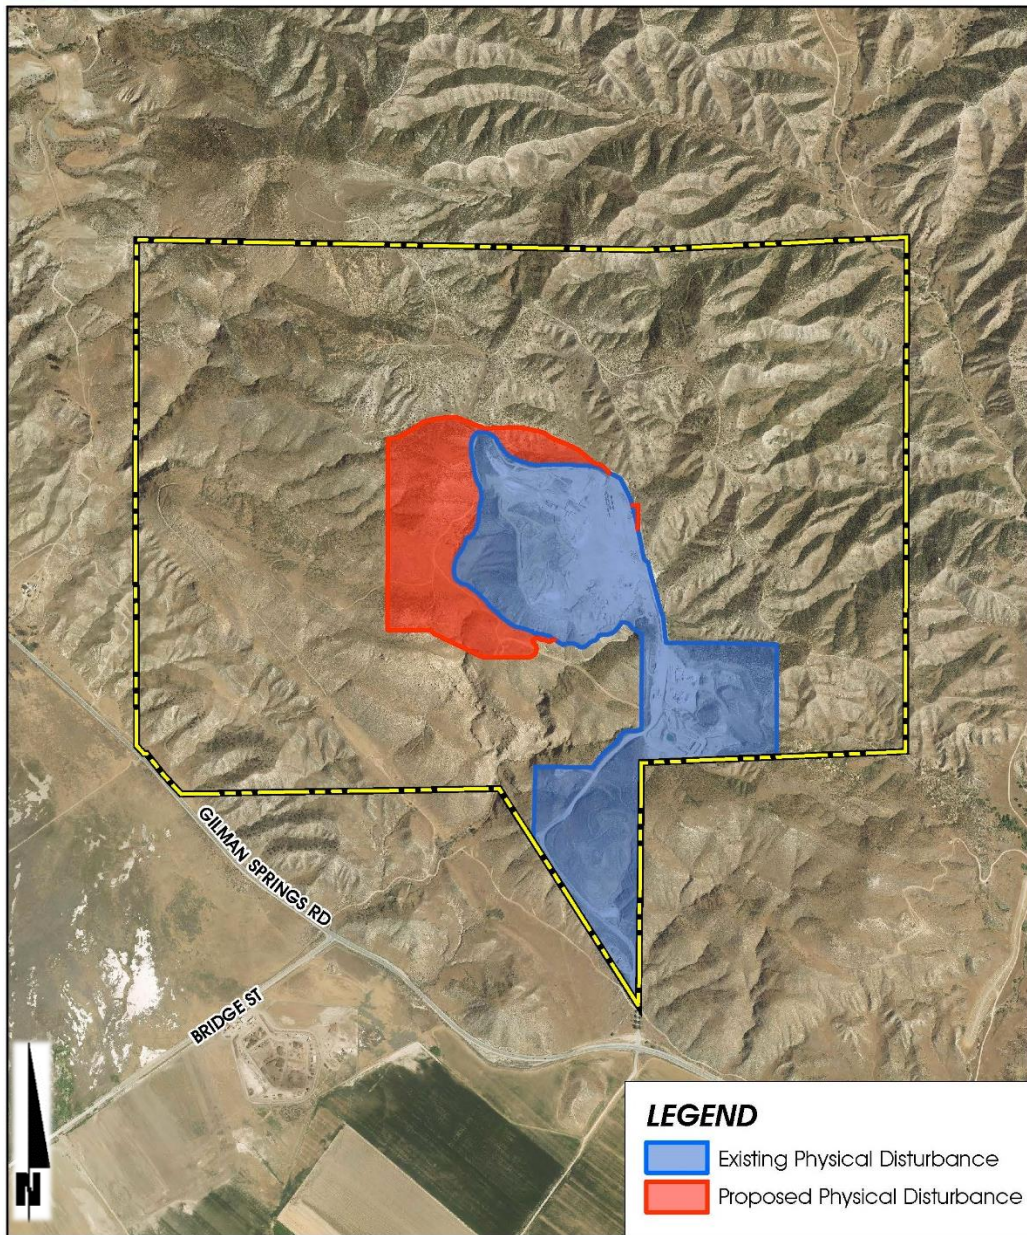 GILMAN SPRINGS RD
BRIDGE ST
N
LEGEND
Existing Physical Disturbance
Proposed Physical Disturbance